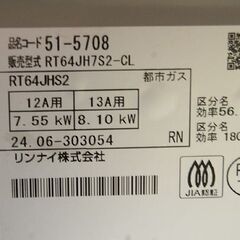 品名コード 51-5708
販売型式 RT64JH7S2-CL
RT64JHS2 都市ガス
12A用 13A用
7.55 kW 8.10 kW
24.06-303054 RN
リンナイ株式会社
区分名
効率56.
区分名
効率 180
JIA認証